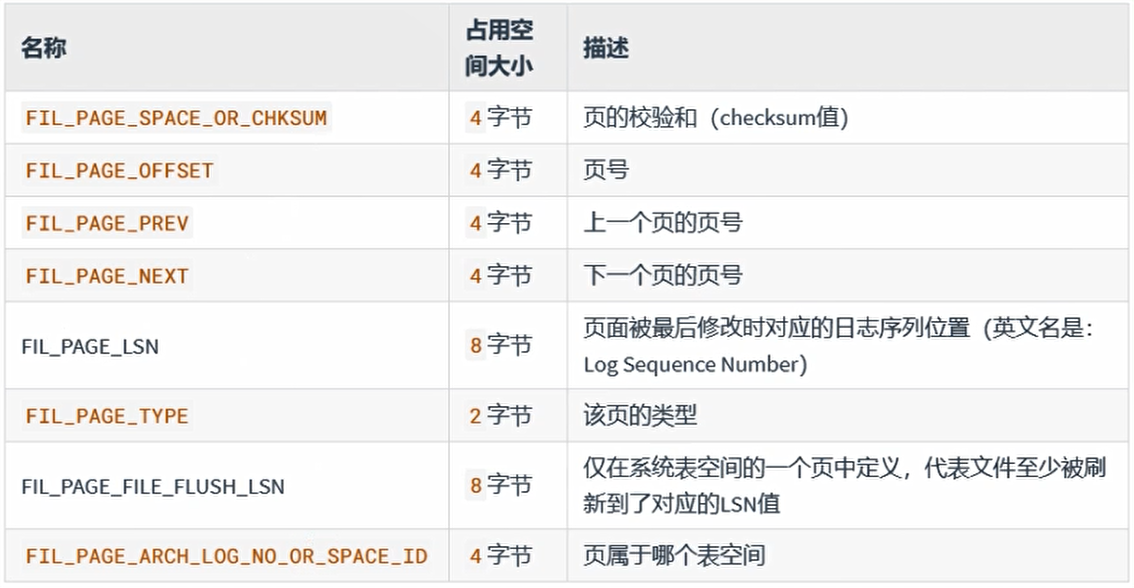 名称
占用空
间大小
描述
FIL_PAGE_SPACE_OR_CHKSUM
4字节
页的校验和（checksum值)
FIL_PAGE_OFFSET
4字节
页号
FIL_PAGE_PREV
4字节
上一个页的页号
FIL_PAGE_NEXT
4字节
下一个页的页号
FIL_PAGE_LSN
8字节
页面被最后修改时对应的日志序列位置（英文名是：
Log Sequence Number)
FIL_PAGE_TYPE
2字节
该页的类型
FIL_PAGE_FILE_FLUSH_LSN
8字节
仅在系统表空间的一个页中定义，代表文件至少被刷
新到了对应的LSN值
FIL_PAGE_ARCH_LOG_NO_OR_SPACE_ID
4字节
页属于哪个表空间